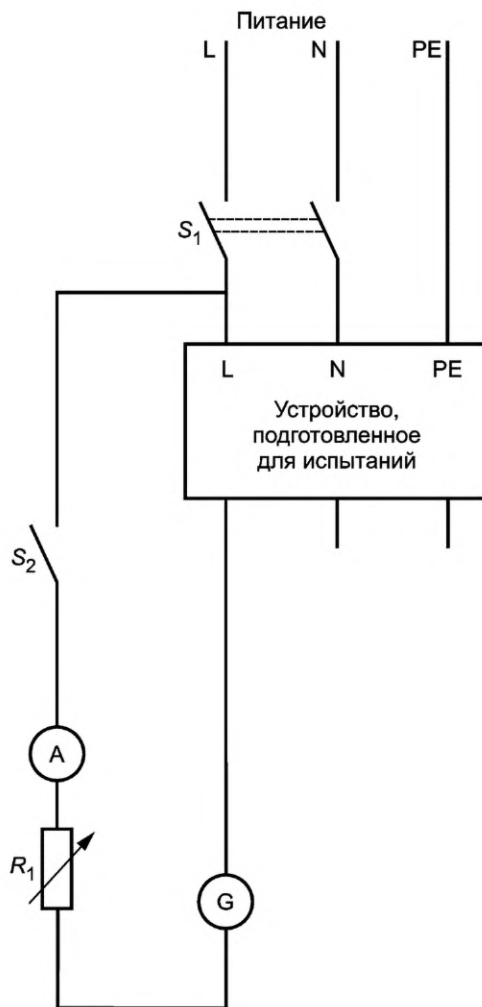 Питание
L N PE
S1
L N PE
Устройство,
подготовленное
для испытаний
S2
A
R1
G